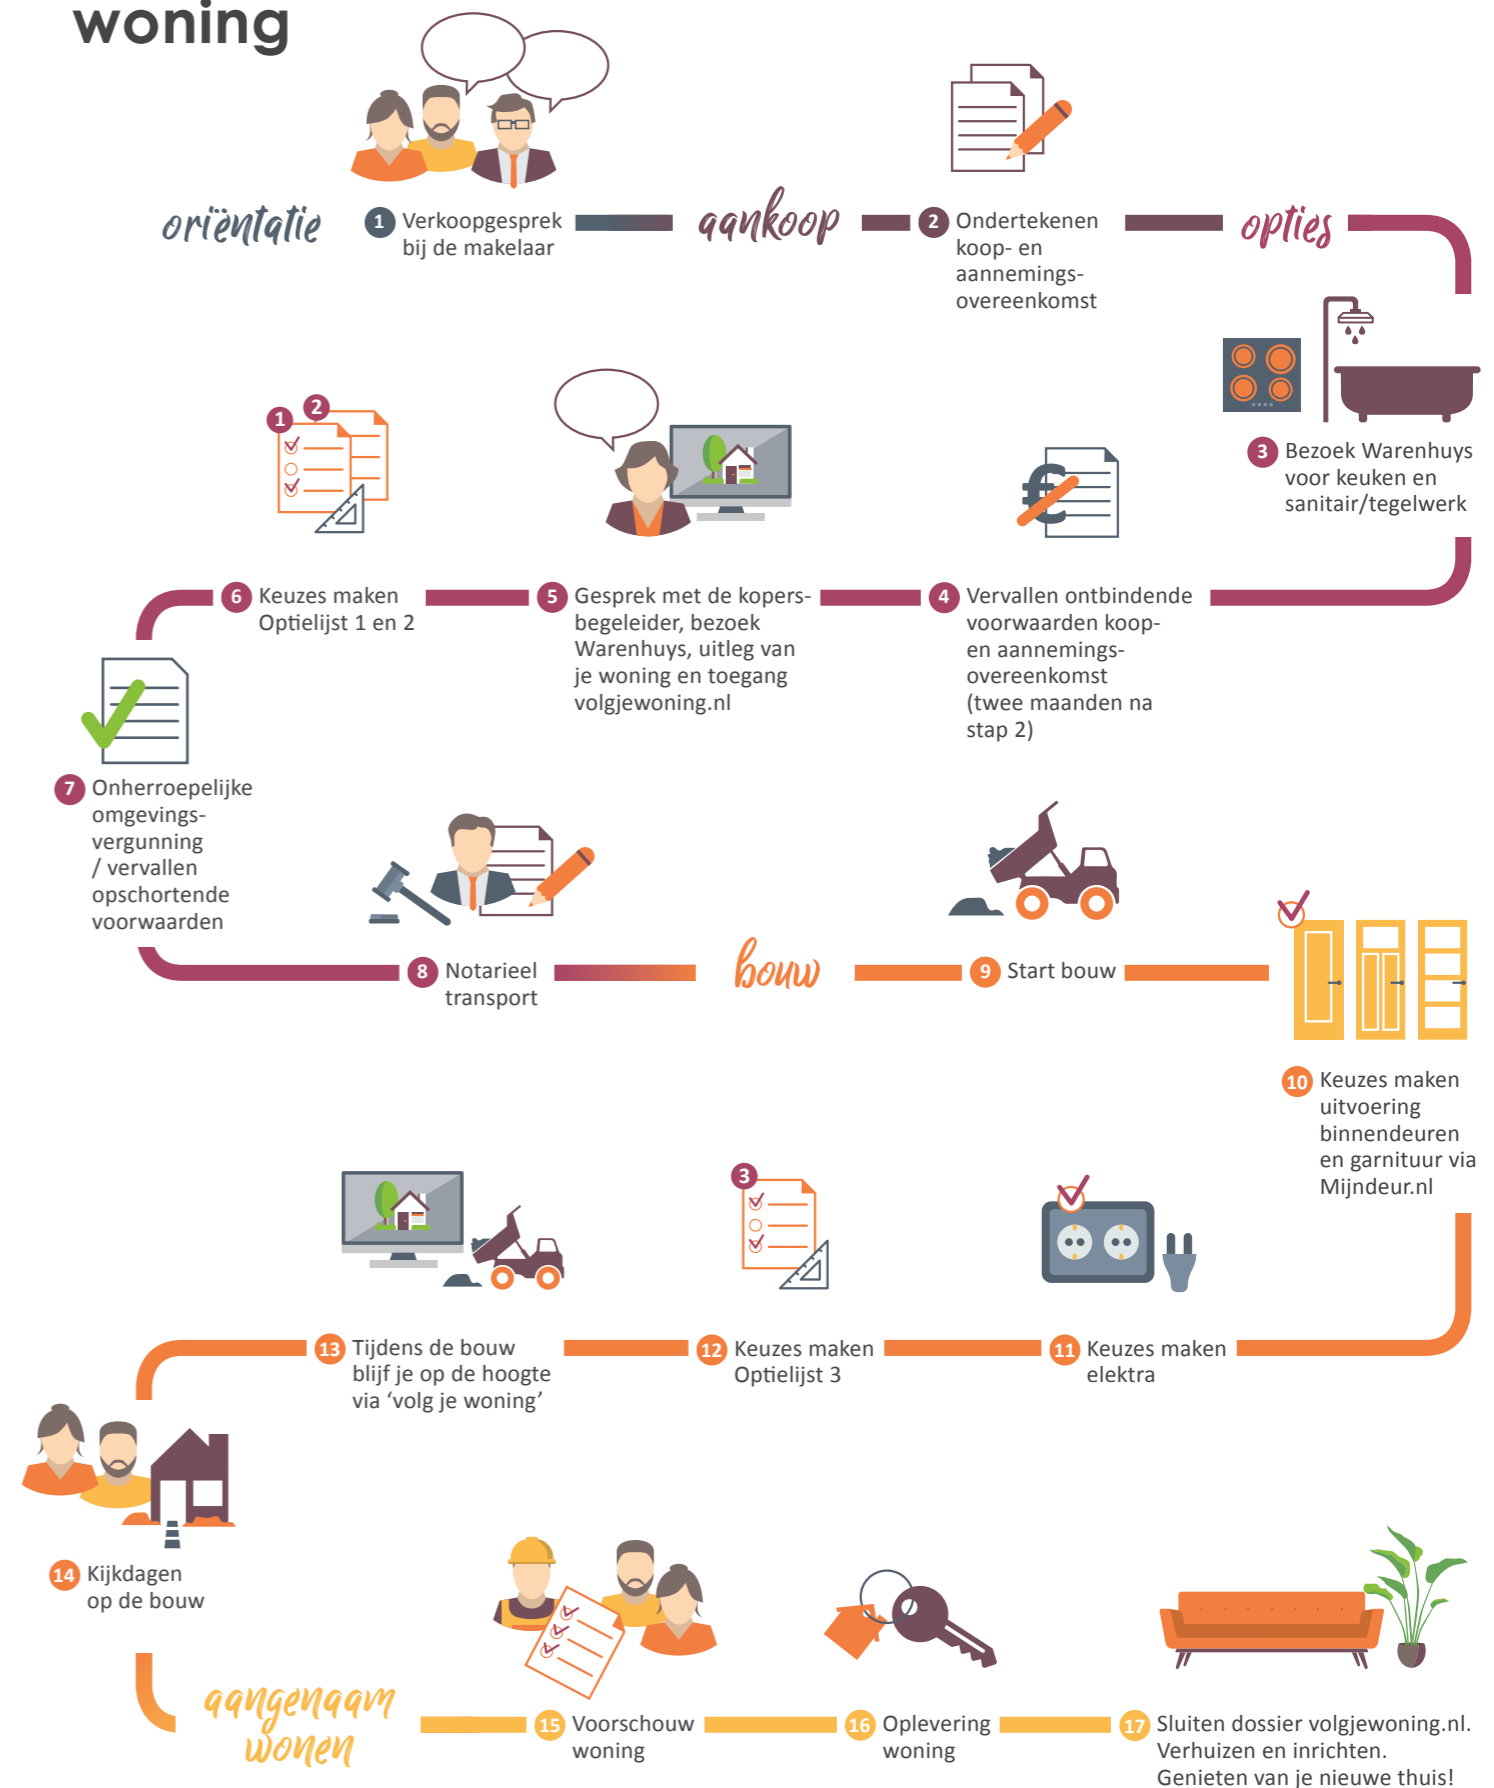 woning
oriëntatie
1 Verkoopgesprek
bij de makelaar
aankoop
2 Ondertekenen
koop- en
aannemings-
overeenkomst
opties
3 Bezoek Warenhuys
voor keuken en
sanitair/tegelwerk
€
4 Vervallen ontbindende
voorwaarden koop-
en aannemings-
overeenkomst
(twee maanden na
stap 2)
5 Gesprek met de kopers-
begeleider, bezoek
Warenhuys, uitleg van
je woning en toegang
volgjewoning.nl
1 2
6 Keuzes maken
Optielijst 1 en 2
7 Onherroepelijke
omgevings-
vergunning
/ vervallen
opschortende
voorwaarden
8 Notarieel
transport
bouw
9 Start bouw
10 Keuzes maken
uitvoering
binnendeuren
en garnituur via
Mijndeur.nl
11 Keuzes maken
elektra
3
12 Keuzes maken
Optielijst 3
13 Tijdens de bouw
blijf je op de hoogte
via ‘volg je woning’
14 Kijkdagen
op de bouw
aangenaam
wonen
15 Voorschouw
woning
16 Oplevering
woning
17 Sluiten dossier volgjewoning.nl.
Verhuizen en inrichten.
Genieten van je nieuwe thuis!